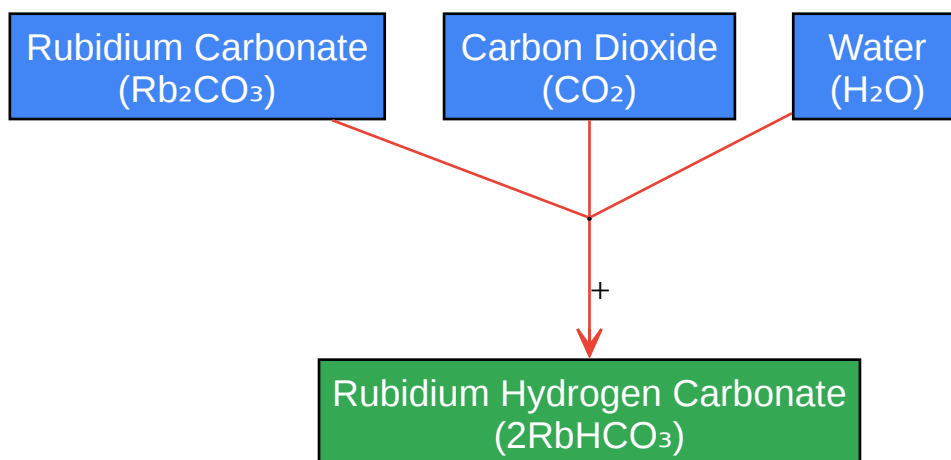 Rubidium Carbonate
(Rb₂CO₃)
Carbon Dioxide
(CO₂)
Water
(H₂O)
+
Rubidium Hydrogen Carbonate
(2RbHCO₃)